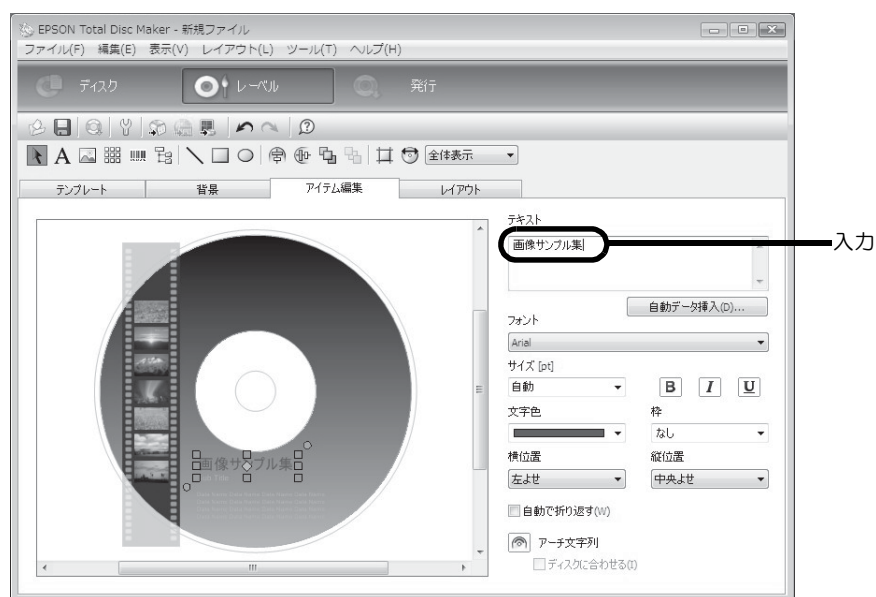 EPSON Total Disc Maker - 新規ファイル
ファイル(F) 編集(E) 表示(V) レイアウト(L) ツール(T) ヘルプ(H)
ディスク レーベル 発行
A 全体表示
テンプレート 背景 アイテム編集 レイアウト
テキスト
画像サンプル集
入力
自動データ挿入(D)...
フォント
Arial
サイズ [pt]
自動 B I U
文字色 枠
なし
横位置 縦位置
左よせ 中央よせ
自動で折り返す(W)
アーチ文字列
ディスクに合わせる(I)
画像サンプル集
Title